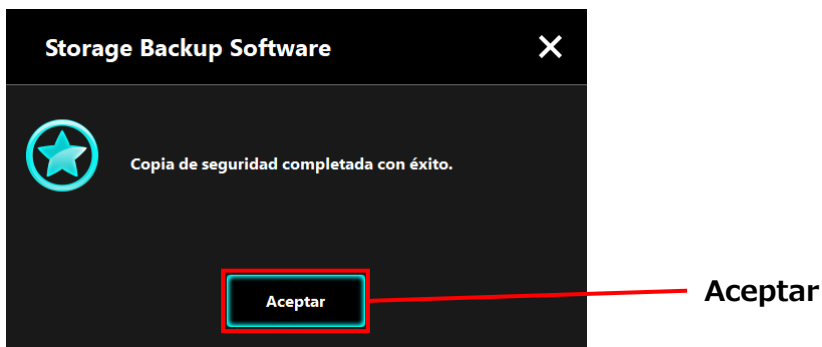 Storage Backup Software
Copia de seguridad completada con éxito.
Aceptar
Aceptar